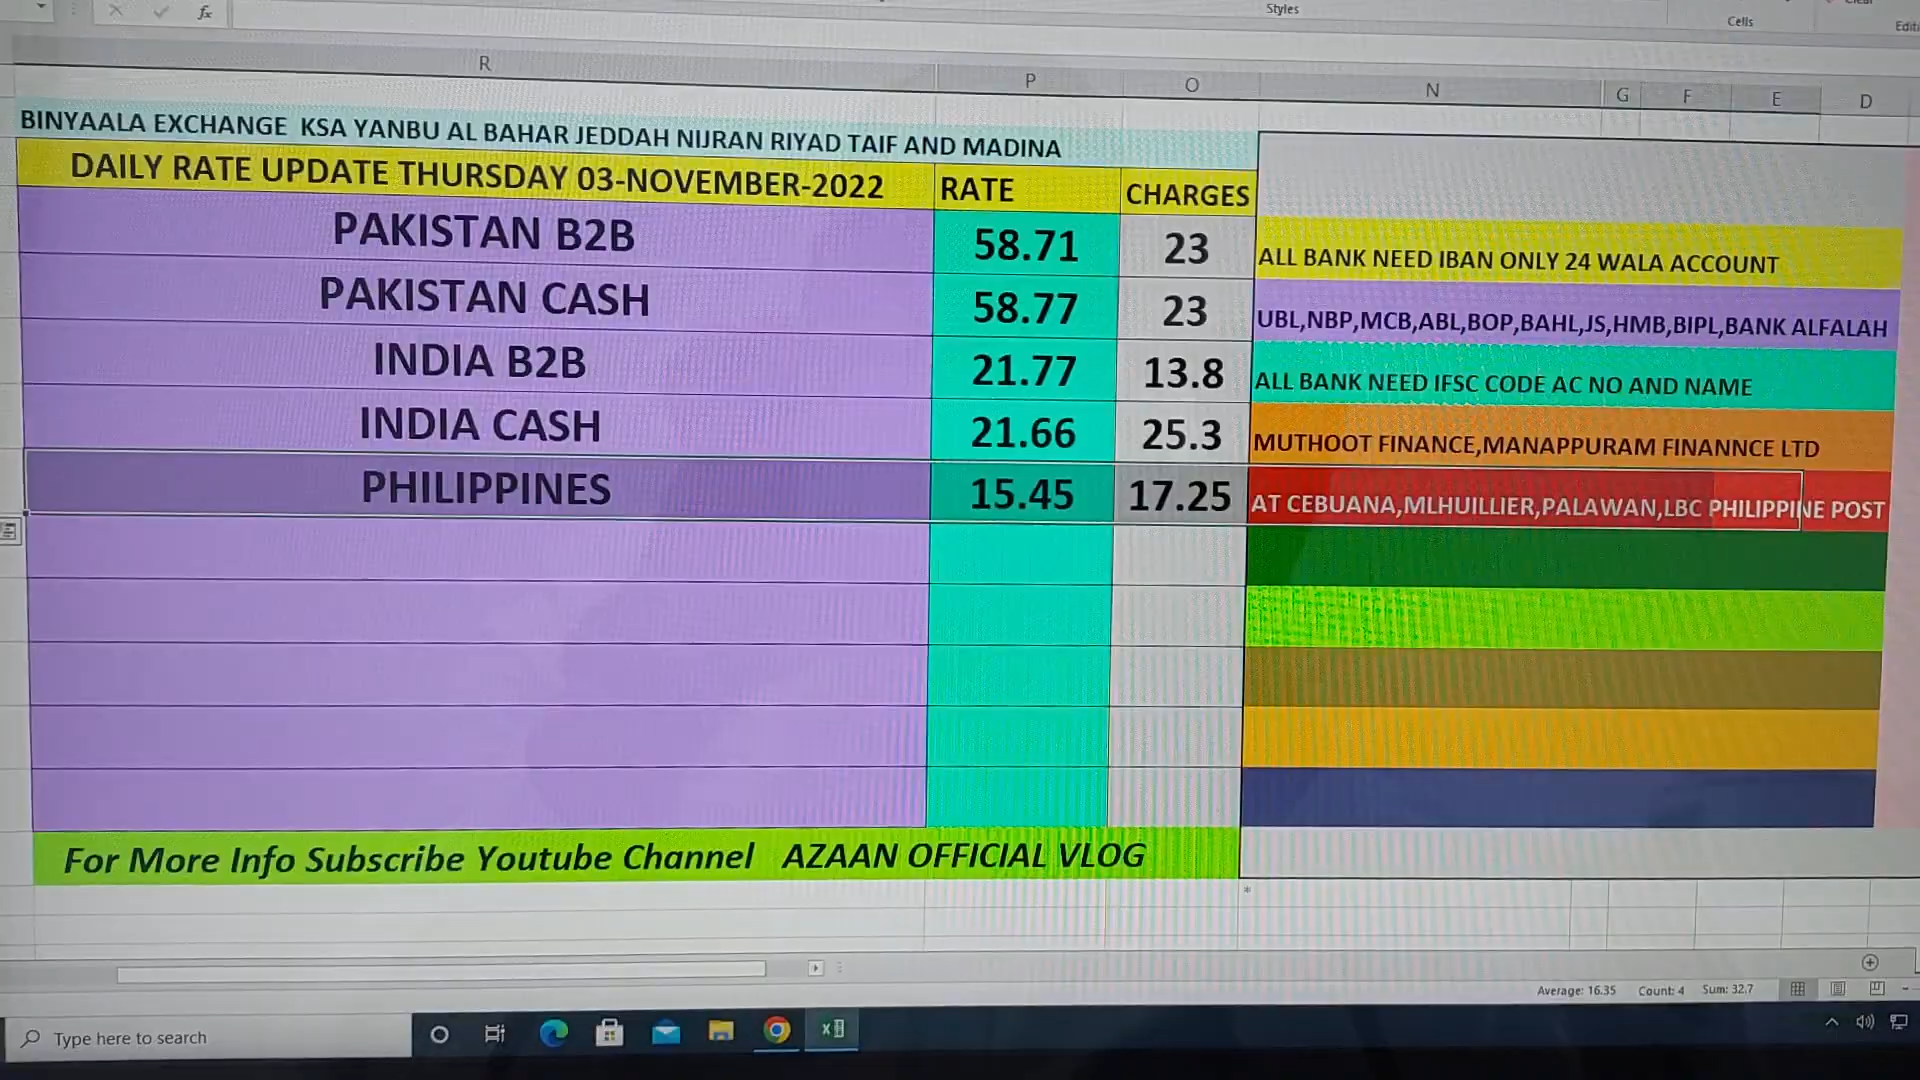 fx
Styles
Cells
R P O N G F E D
BINYAALA EXCHANGE KSA YANBU AL BAHAR JEDDAH NIJRAN RIYAD TAIF AND MADINA
DAILY RATE UPDATE THURSDAY 03-NOVEMBER-2022 RATE CHARGES
PAKISTAN B2B 58.71 23 ALL BANK NEED IBAN ONLY 24 WALA ACCOUNT
PAKISTAN CASH 58.77 23 UBL,NBP,MCB,ABL,BOP,BAHL,JS,HMB,BIPL,BANK ALFALAH
INDIA B2B 21.77 13.8 ALL BANK NEED IFSC CODE AC NO AND NAME
INDIA CASH 21.66 25.3 MUTHOOT FINANCE,MANAPPURAM FINANNCE LTD
PHILIPPINES 15.45 17.25 AT CEBUANA,MLHUILLIER,PALAWAN,LBC PHILIPPINE POST
For More Info Subscribe Youtube Channel AZAAN OFFICIAL VLOG
Average: 16.35 Count: 4 Sum: 32.7
Type here to search